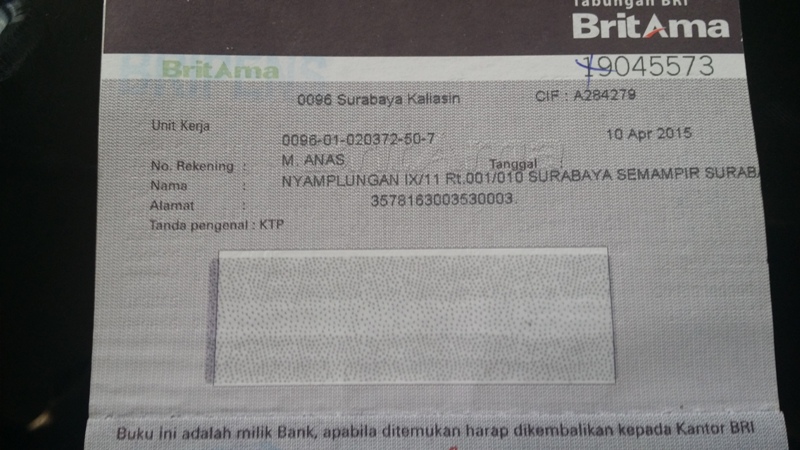 Tabungan BRI
BritAma
19045573
BritAma
0096 Surabaya Kaliasin
CIF : A284279
Unit Kerja
No. Rekening : 0096-01-020372-50-7
Tanggal : 10 Apr 2015
Nama : M. ANAS
Alamat : NYAMPLUNGAN IX/11 Rt.001/010 SURABAYA SEMAMPIR SURAB
Tanda pengenal : KTP 3578163003530003
Buku ini adalah milik Bank, apabila ditemukan harap dikembalikan kepada Kantor BRI